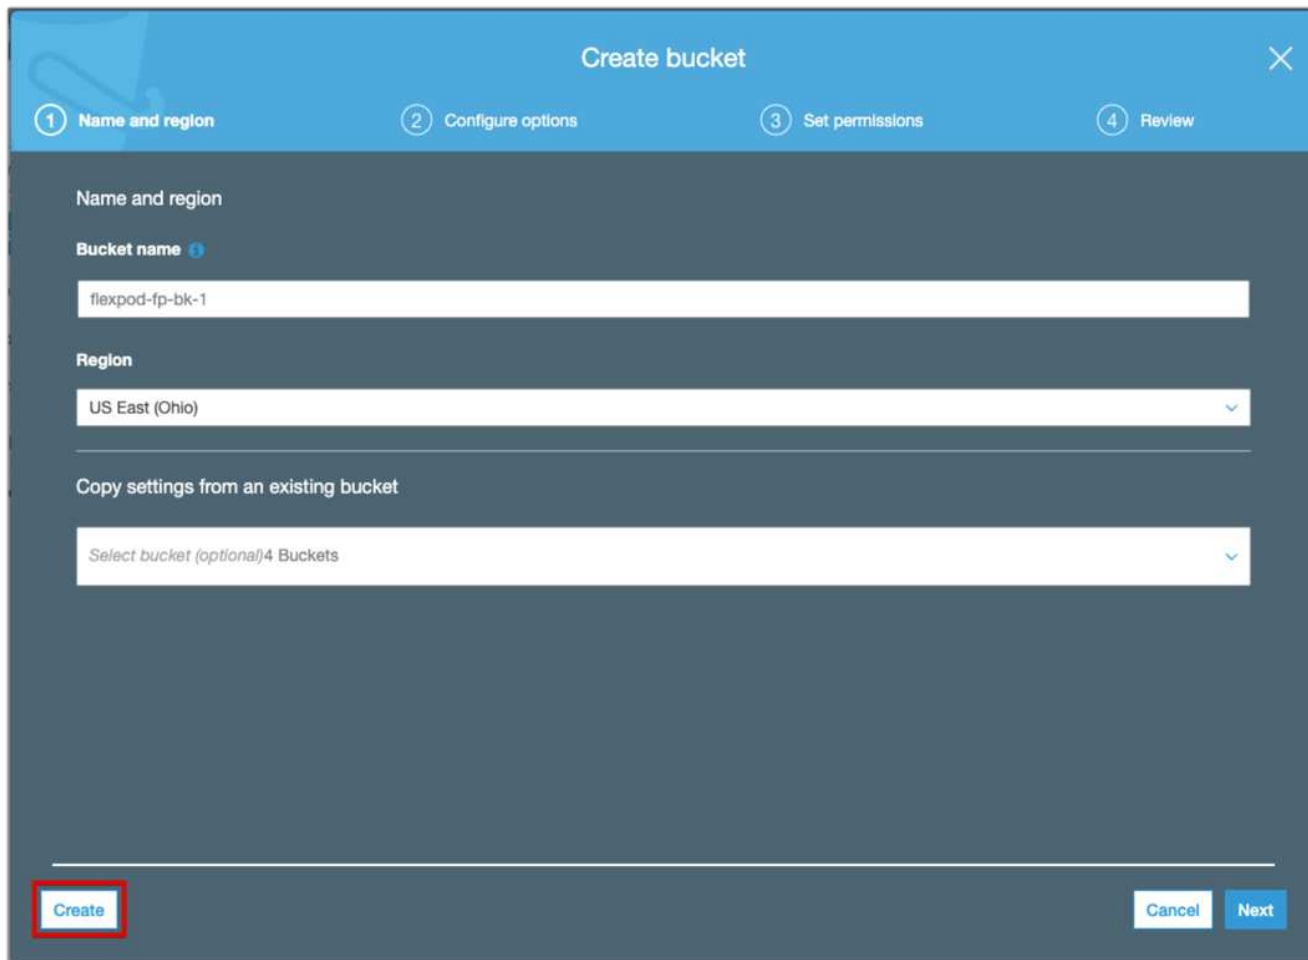 Create bucket
1 Name and region
2 Configure options
3 Set permissions
4 Review
Name and region
Bucket name
flexpod-fp-bk-1
Region
US East (Ohio)
Copy settings from an existing bucket
Select bucket (optional)4 Buckets
Create
Cancel
Next